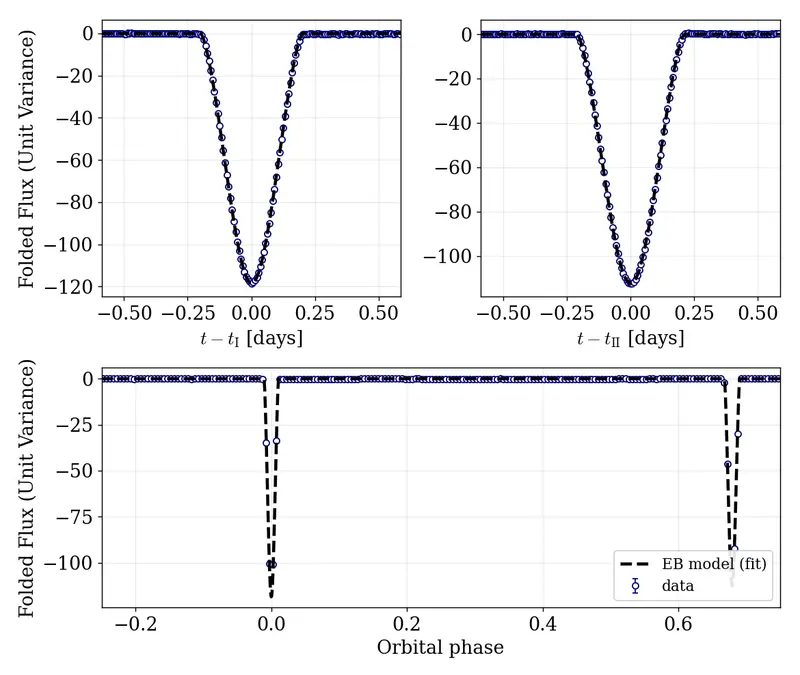 Folded Flux (Unit Variance)
0
−20
−40
−60
−80
−100
−120
−0.50 −0.25 0.00 0.25 0.50
t − tI [days]
0
−20
−40
−60
−80
−100
−0.50 −0.25 0.00 0.25 0.50
t − tII [days]
Folded Flux (Unit Variance)
0
−25
−50
−75
−100
EB model (fit)
data
−0.2 0.0 0.2 0.4 0.6
Orbital phase